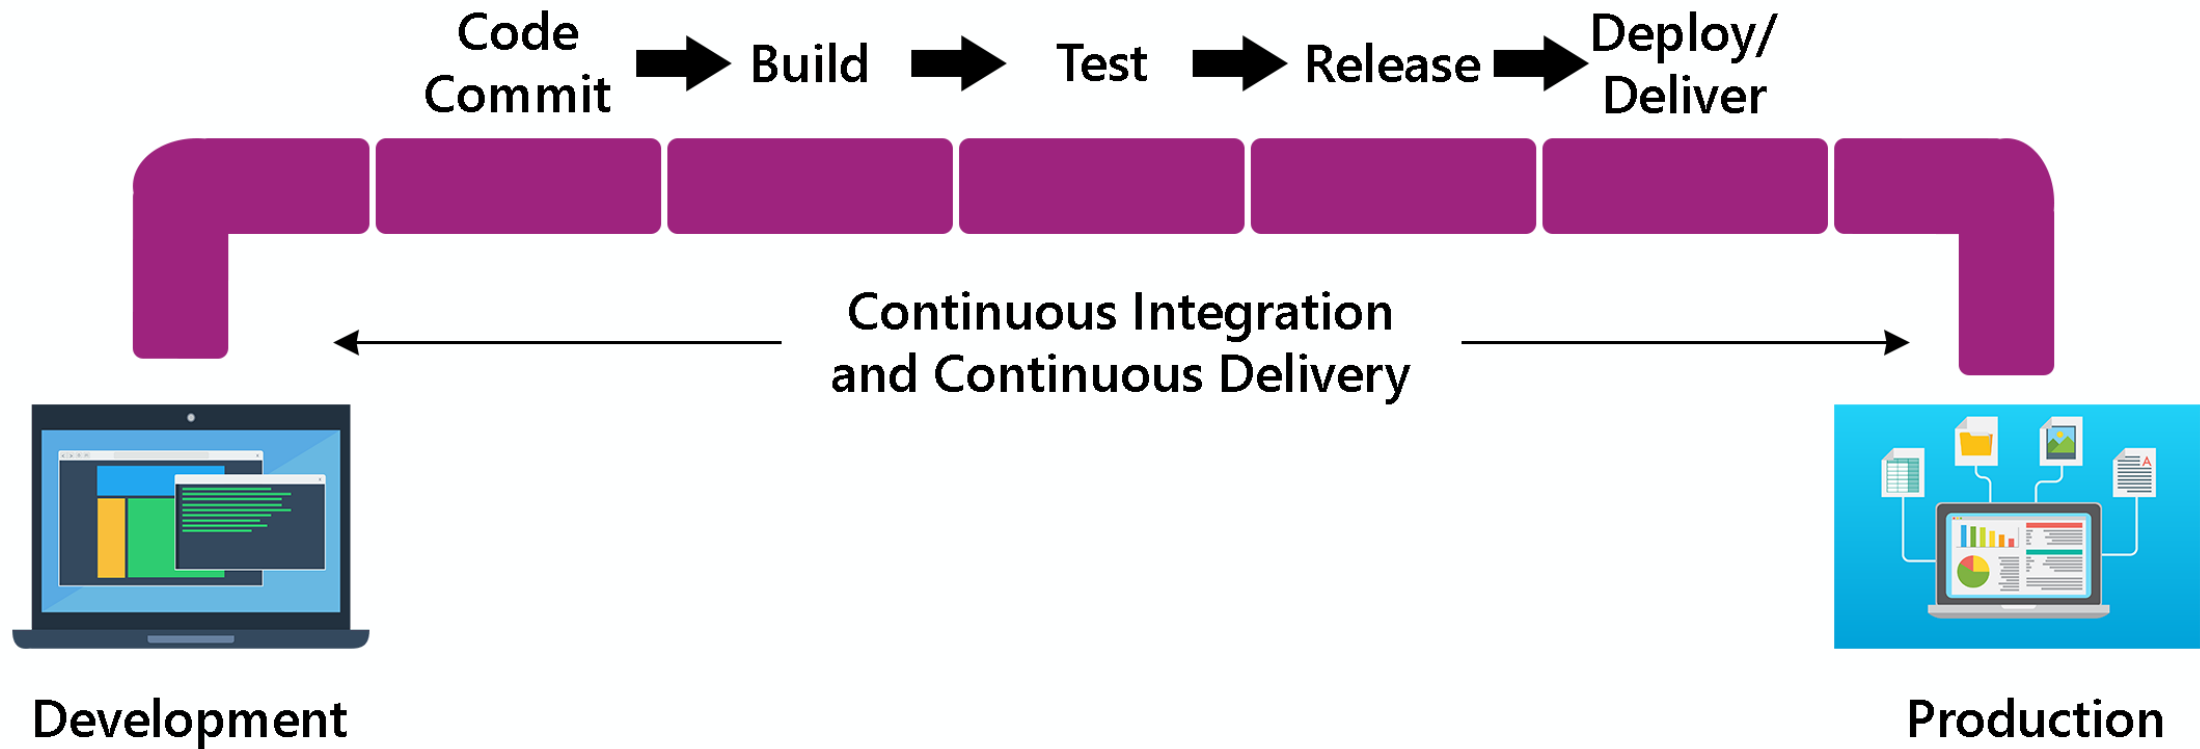 Code
Commit
Build
Test
Release
Deploy/
Deliver
Continuous Integration
and Continuous Delivery
A
Development
Production